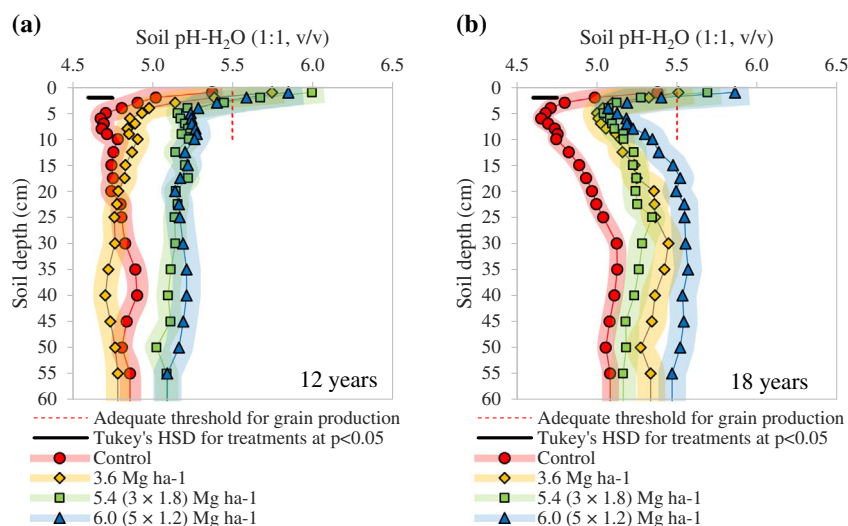 (a)
Soil pH-H2O (1:1, v/v)
4.5 5.0 5.5 6.0 6.5
0
5
10
15
20
25
30
35
40
45
50
55
60
Soil depth (cm)
12 years
Adequate threshold for grain production
Tukey's HSD for treatments at p<0.05
Control
3.6 Mg ha-1
5.4 (3 × 1.8) Mg ha-1
6.0 (5 × 1.2) Mg ha-1
(b)
Soil pH-H2O (1:1, v/v)
4.5 5.0 5.5 6.0 6.5
0
5
10
15
20
25
30
35
40
45
50
55
60
Soil depth (cm)
18 years
Adequate threshold for grain production
Tukey's HSD for treatments at p<0.05
Control
3.6 Mg ha-1
5.4 (3 × 1.8) Mg ha-1
6.0 (5 × 1.2) Mg ha-1